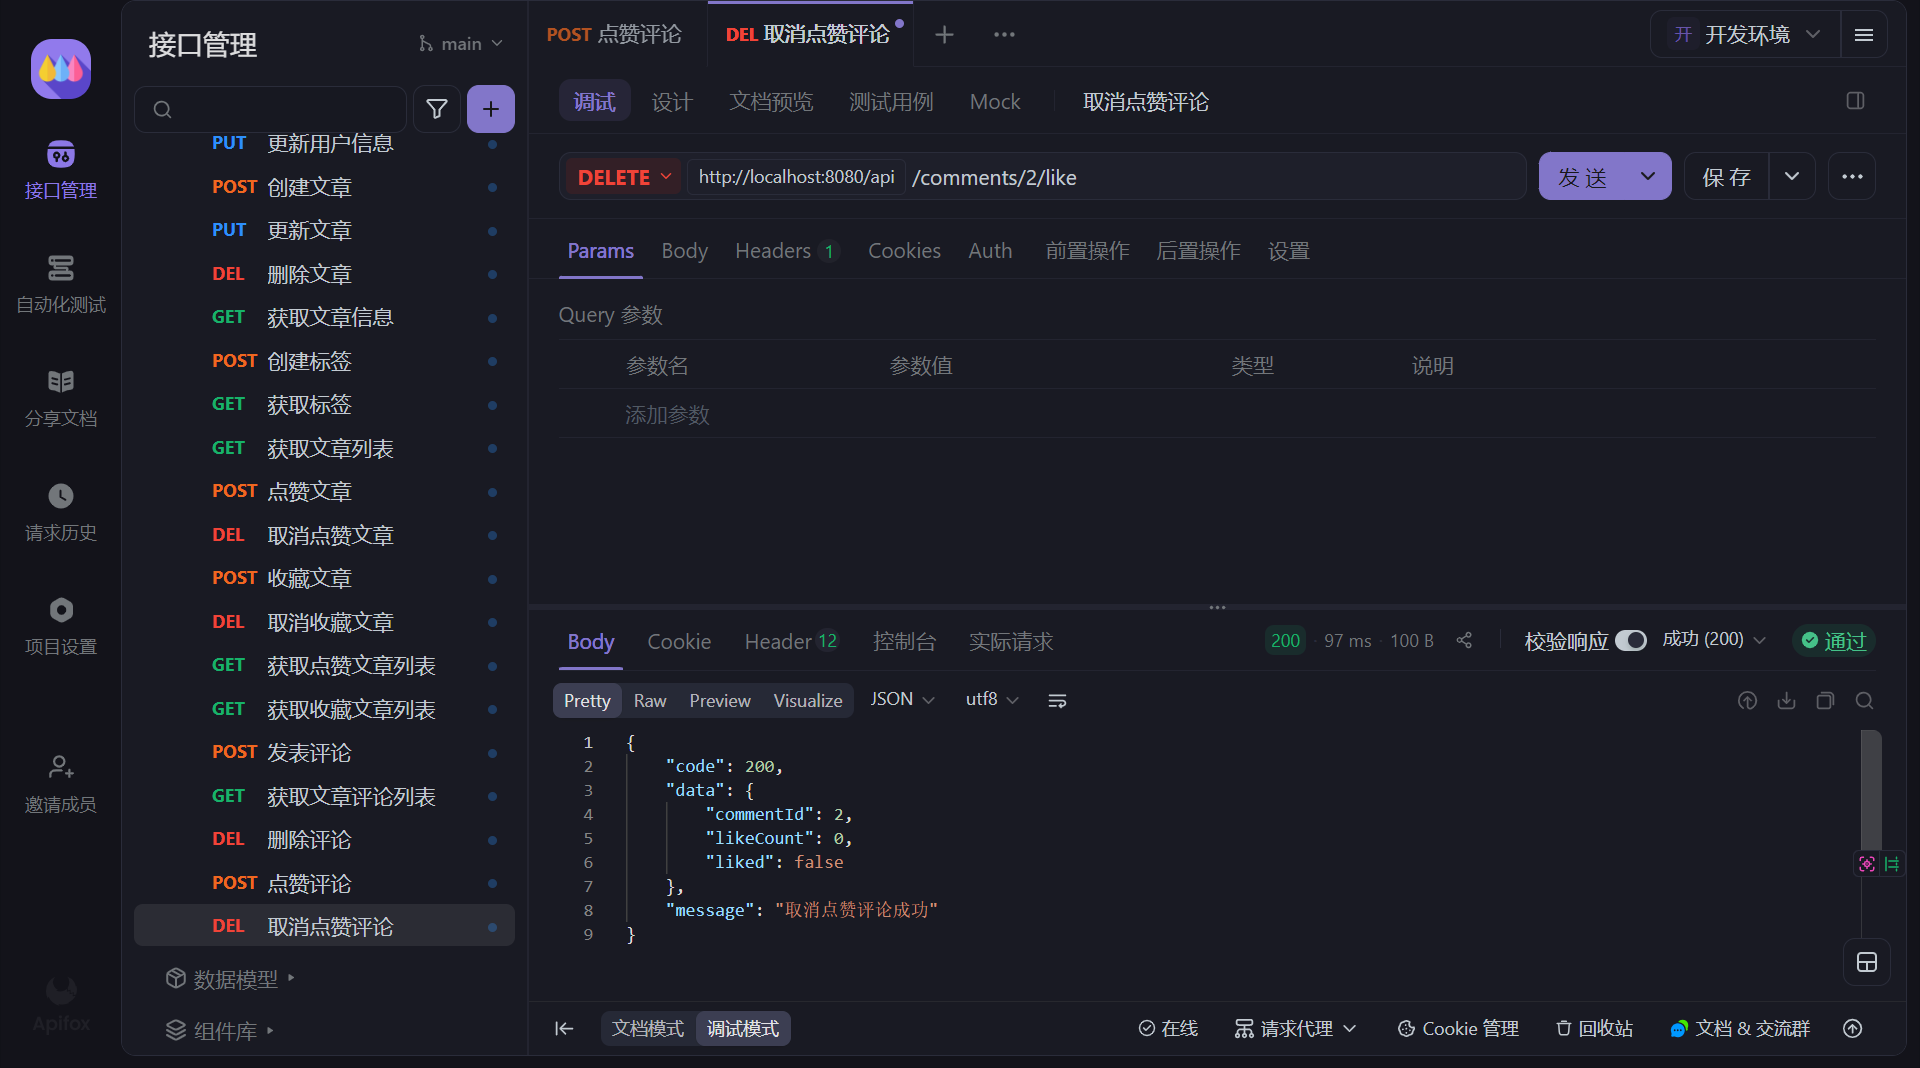 接口管理
main
接口管理
自动化测试
分享文档
请求历史
项目设置
邀请成员
Apifox
PUT 更新用户信息
POST 创建文章
PUT 更新文章
DEL 删除文章
GET 获取文章信息
POST 创建标签
GET 获取标签
GET 获取文章列表
POST 点赞文章
DEL 取消点赞文章
POST 收藏文章
DEL 取消收藏文章
GET 获取点赞文章列表
GET 获取收藏文章列表
POST 发表评论
GET 获取文章评论列表
DEL 删除评论
POST 点赞评论
DEL 取消点赞评论
数据模型
组件库
POST 点赞评论
DEL 取消点赞评论
开 开发环境
调试 设计 文档预览 测试用例 Mock 取消点赞评论
DELETE http://localhost:8080/api /comments/2/like
发 送
保 存
Params Body Headers 1 Cookies Auth 前置操作 后置操作 设置
Query 参数
参数名 参数值 类型 说明
添加参数
Body Cookie Header 12 控制台 实际请求
200 · 97 ms · 100 B
校验响应 成功 (200) 通过
Pretty Raw Preview Visualize JSON utf8
1 {
2 "code": 200,
3 "data": {
4 "commentId": 2,
5 "likeCount": 0,
6 "liked": false
7 },
8 "message": "取消点赞评论成功"
9 }
文档模式 调试模式
在线 请求代理 Cookie 管理 回收站 文档 & 交流群